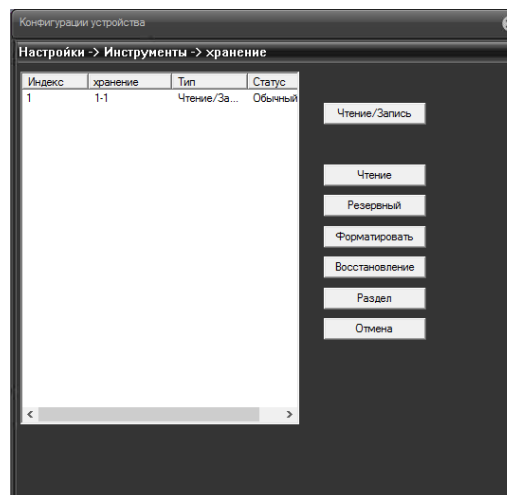 Конфигурации устройства
Настройки -> Инструменты -> хранение
Индекс хранение Тип Статус
1 1-1 Чтение/За... Обычный
Чтение/Запись
Чтение
Резервный
Форматировать
Восстановление
Раздел
Отмена